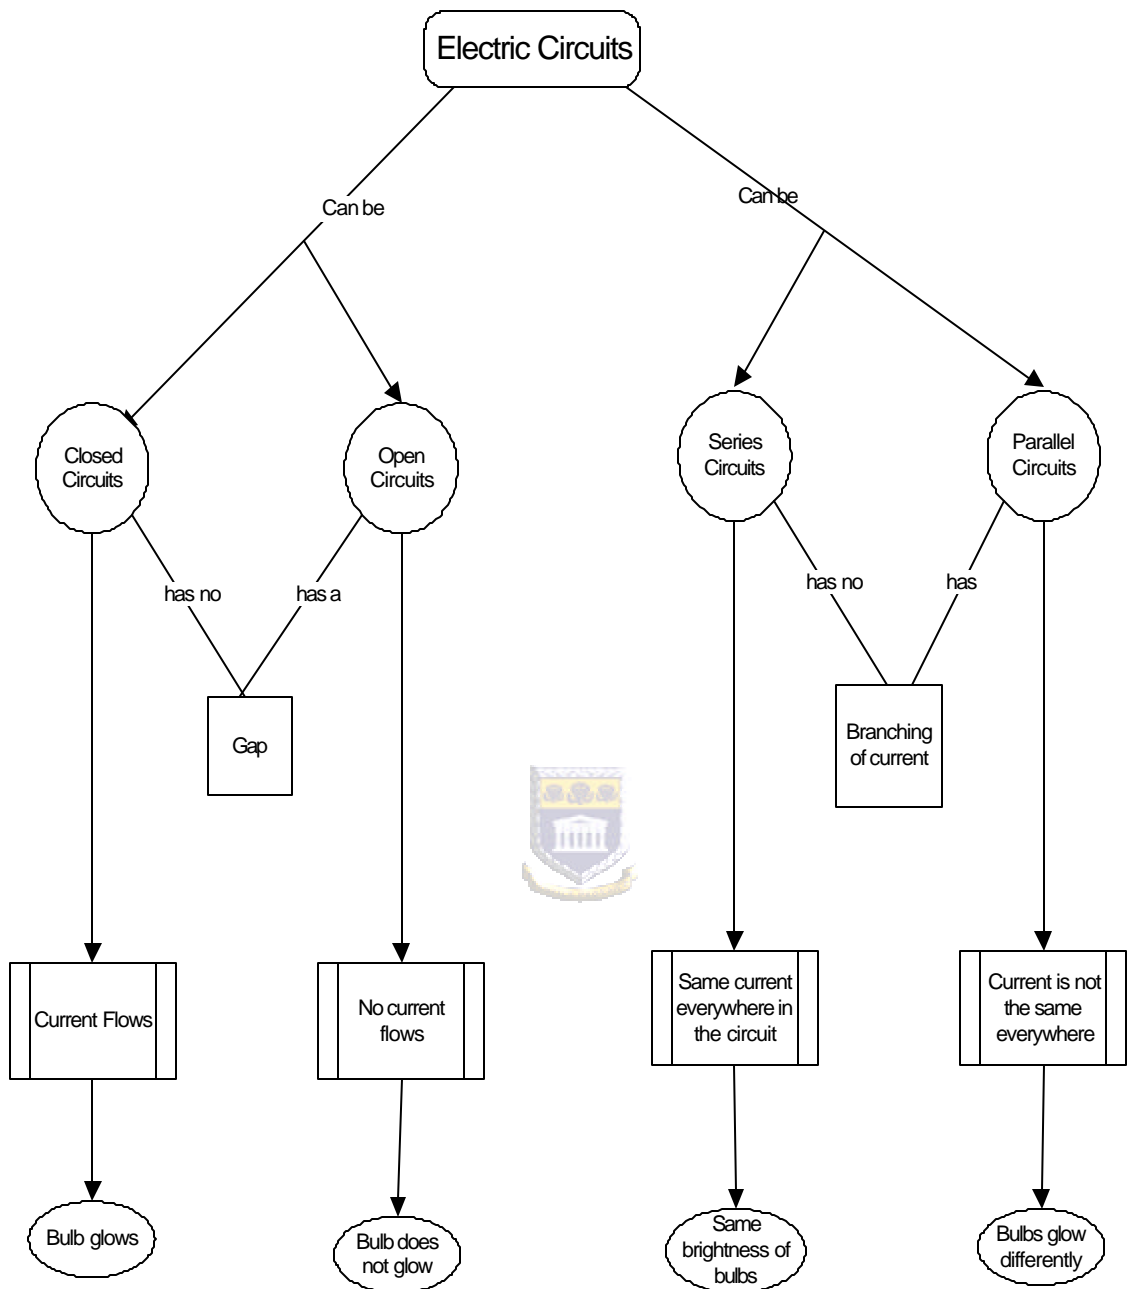 Electric Circuits
Can be
Can be
Closed
Circuits
Open
Circuits
Series
Circuits
Parallel
Circuits
has no
has a
has no
has
Gap
Branching
of current
Current Flows
No current
flows
Same current
everywhere in
the circuit
Current is not
the same
everywhere
Bulb glows
Bulb does
not glow
Same
brightness of
bulbs
Bulbs glow
differently